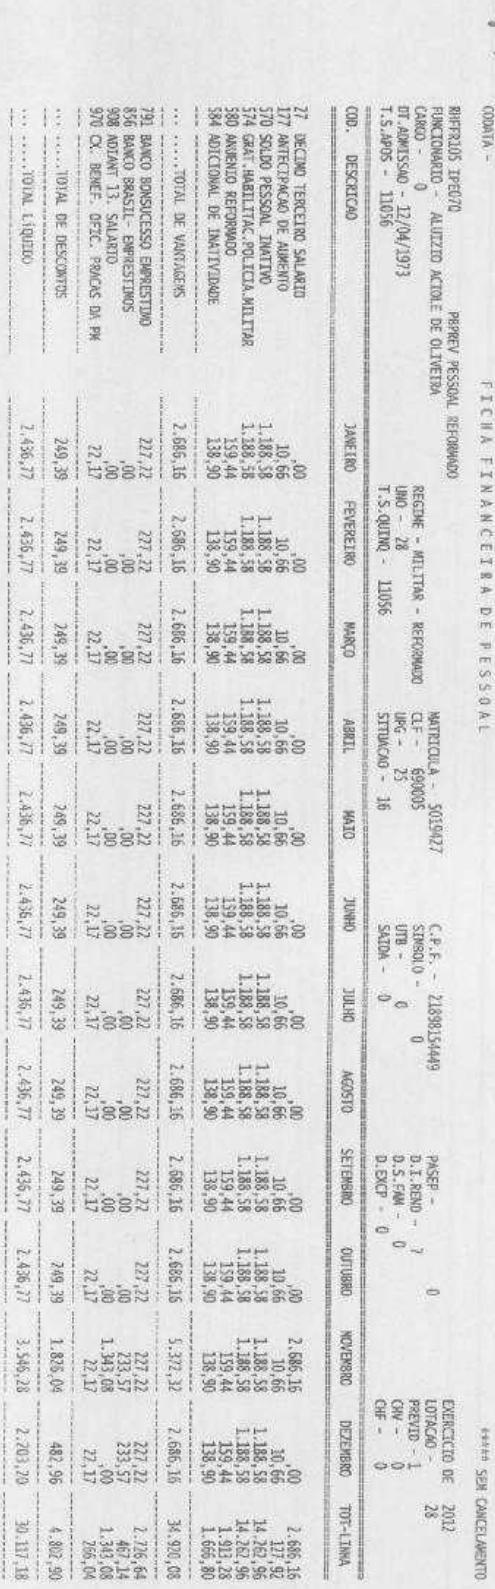 CODATA -
FICHA FINANCEIRA DE PESSOAL
***** SEM CANCELAMENTO
PBPREV PESSOAL REFORMADO
EXERCICIO DE 2012
FUNCIONARIO - ALUIZIO ACIOLE DE OLIVEIRA MATRICULA - 5019427 C.P.F. - 21898154449 PASEP - 0 LOTACAO - 28
CARGO - 0 REGIME - MILITAR - REFORMADO CLF - 690005 SIMBOLO - 0 D.I.REND - 7 PREVID 1
DT.ADMISSAO - 12/04/1973 UNO - 28 UPG - 25 UTB - 0 D.S.FAM - 0 CHV - 0
T.S.APOS - 11056 T.S.QUINQ - 11056 SITUACAO - 16 SAIDA - 0 D.EXCP - 0 CHF - 0
COD. DESCRICAO JANEIRO FEVEREIRO MARÇO ABRIL MAIO JUNHO JULHO AGOSTO SETEMBRO OUTUBRO NOVEMBRO DEZEMBRO TOT-LINHA
27 DECIMO TERCEIRO SALARIO ,00 ,00 ,00 ,00 ,00 ,00 ,00 ,00 ,00 ,00 2.686,16 ,00 2.686,16
177 ANTECIPACAO DE AUMENTO 10,66 10,66 10,66 10,66 10,66 10,66 10,66 10,66 10,66 10,66 10,66 10,66 127,92
570 SOLDO PESSOAL INATIVO 1.188,58 1.188,58 1.188,58 1.188,58 1.188,58 1.188,58 1.188,58 1.188,58 1.188,58 1.188,58 1.188,58 1.188,58 14.262,96
574 GRAT.HABILITAC.POLICIA.MILITAR 1.188,58 1.188,58 1.188,58 1.188,58 1.188,58 1.188,58 1.188,58 1.188,58 1.188,58 1.188,58 1.188,58 1.188,58 14.262,96
580 ANUENIO REFORMADO 159,44 159,44 159,44 159,44 159,44 159,44 159,44 159,44 159,44 159,44 159,44 159,44 1.913,28
584 ADICIONAL DE INATIVIDADE 138,90 138,90 138,90 138,90 138,90 138,90 138,90 138,90 138,90 138,90 138,90 138,90 1.666,80
... .....TOTAL DE VANTAGENS 2.686,16 2.686,16 2.686,16 2.686,16 2.686,16 2.686,16 2.686,16 2.686,16 2.686,16 2.686,16 5.372,32 2.686,16 34.920,08
791 BANCO BONSUCESSO EMPRESTIMO 227,22 227,22 227,22 227,22 227,22 227,22 227,22 227,22 227,22 227,22 227,22 227,22 2.726,64
856 BANCO BRASIL- EMPRESTIMOS ,00 ,00 ,00 ,00 ,00 ,00 ,00 ,00 ,00 ,00 233,57 233,57 467,14
908 ADIANT 13. SALARIO ,00 ,00 ,00 ,00 ,00 ,00 ,00 ,00 ,00 ,00 1.343,08 ,00 1.343,08
970 CX. BENEF. OFIC. PRACAS DA PM 22,17 22,17 22,17 22,17 22,17 22,17 22,17 22,17 22,17 22,17 22,17 22,17 266,04
... .....TOTAL DE DESCONTOS 249,39 249,39 249,39 249,39 249,39 249,39 249,39 249,39 249,39 249,39 1.826,04 482,96 4.802,90
... .....TOTAL LÍQUIDO 2.436,77 2.436,77 2.436,77 2.436,77 2.436,77 2.436,77 2.436,77 2.436,77 2.436,77 2.436,77 3.546,28 2.203,20 30.117,18